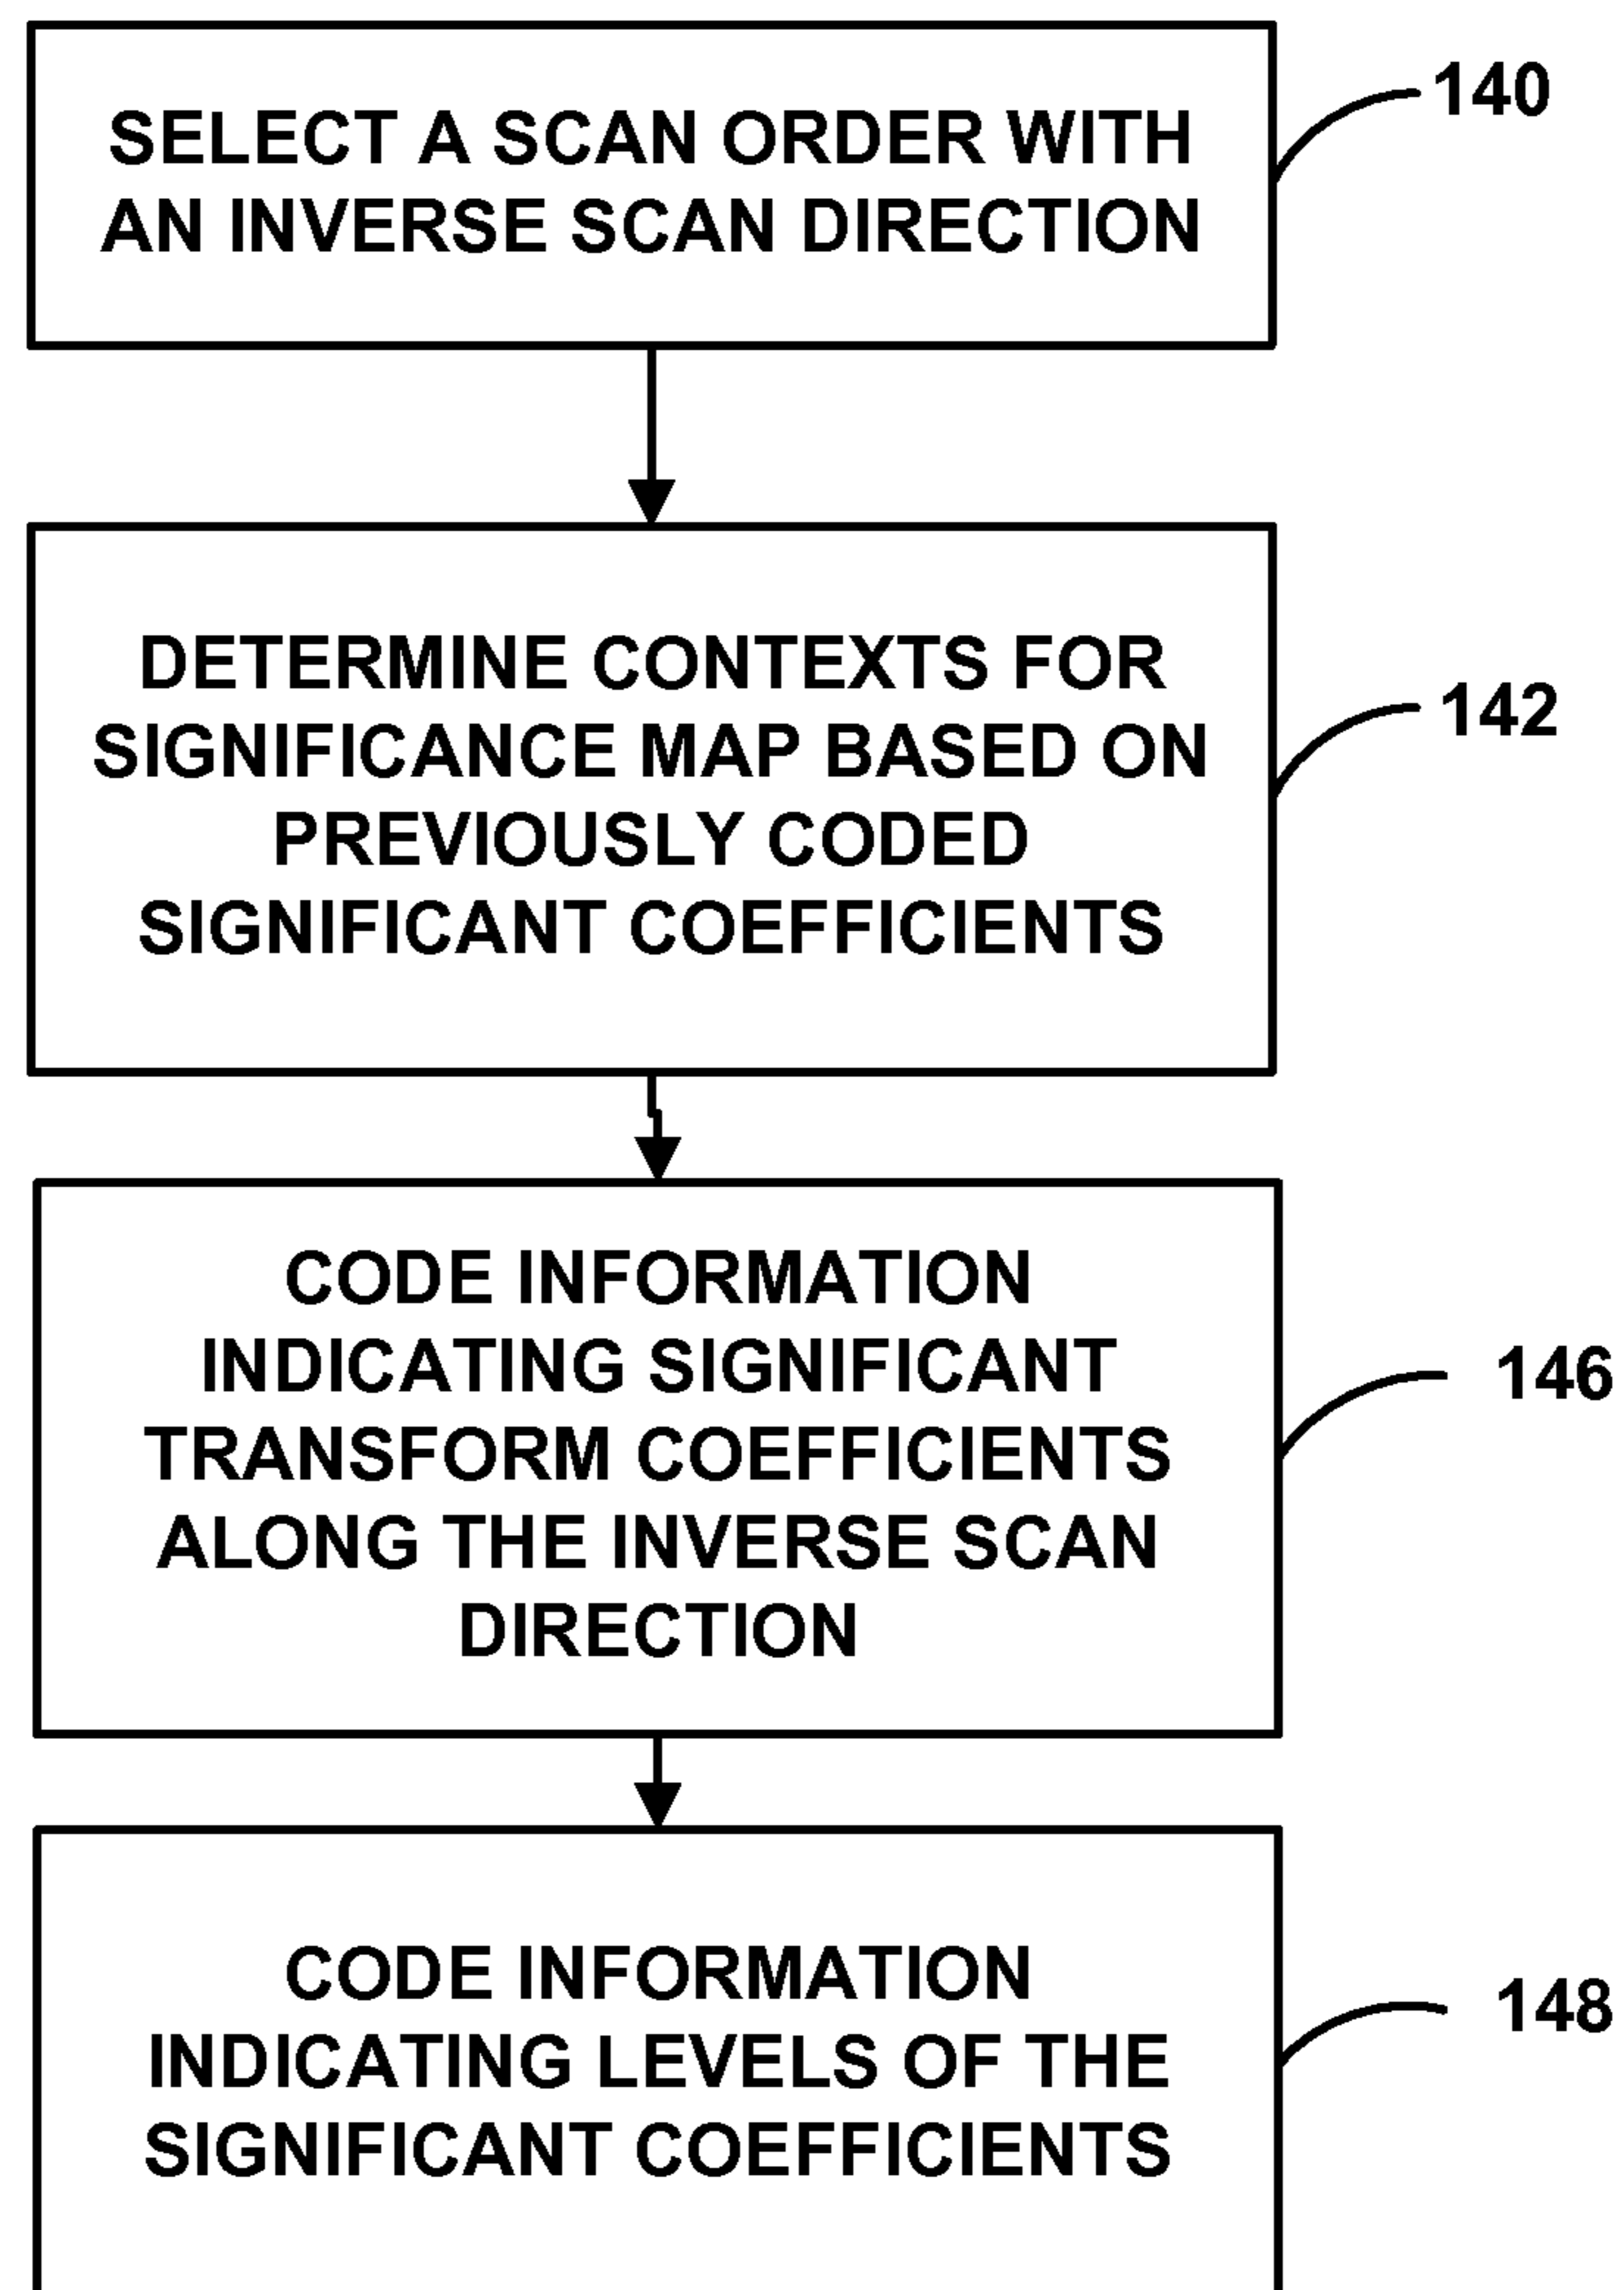 SELECT A SCAN ORDER WITH
AN INVERSE SCAN DIRECTION
140
DETERMINE CONTEXTS FOR
SIGNIFICANCE MAP BASED ON
PREVIOUSLY CODED
SIGNIFICANT COEFFICIENTS
142
CODE INFORMATION
INDICATING SIGNIFICANT
TRANSFORM COEFFICIENTS
ALONG THE INVERSE SCAN
DIRECTION
146
CODE INFORMATION
INDICATING LEVELS OF THE
SIGNIFICANT COEFFICIENTS
148